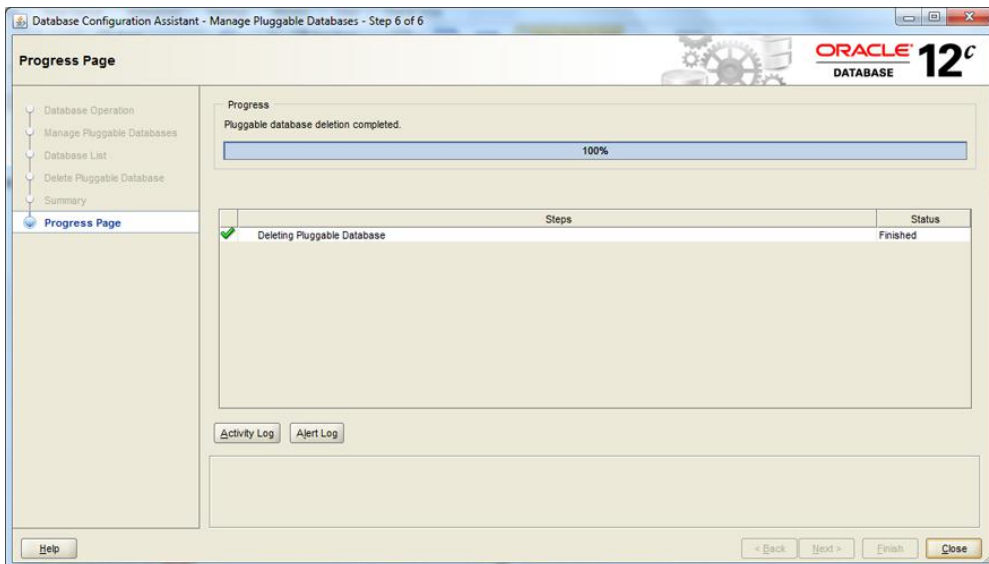 Database Configuration Assistant - Manage Pluggable Databases - Step 6 of 6
Progress Page
ORACLE
DATABASE
12c
Database Operation
Manage Pluggable Databases
Database List
Delete Pluggable Database
Summary
Progress Page
Progress
Pluggable database deletion completed.
100%
Steps Status
Deleting Pluggable Database Finished
Activity Log Alert Log
Help < Back Next > Finish Close